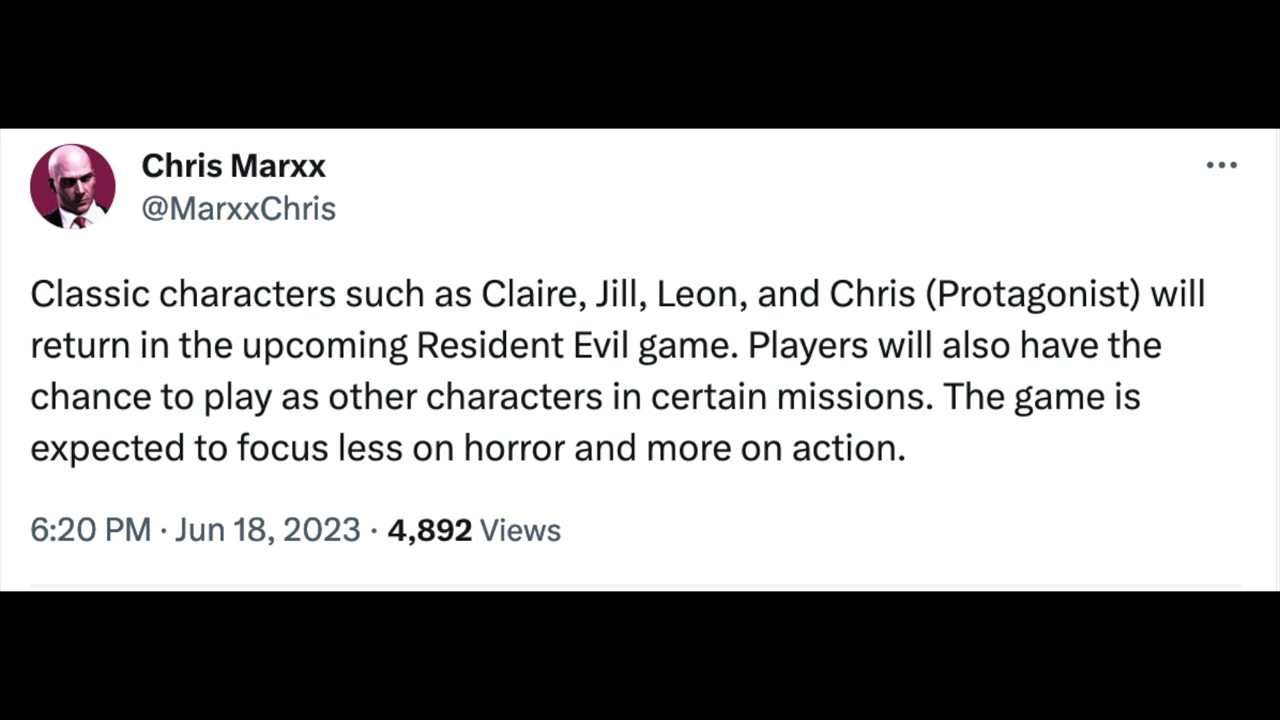 Chris Marxx
@MarxxChris
Classic characters such as Claire, Jill, Leon, and Chris (Protagonist) will
return in the upcoming Resident Evil game. Players will also have the
chance to play as other characters in certain missions. The game is
expected to focus less on horror and more on action.
6:20 PM · Jun 18, 2023 · 4,892 Views